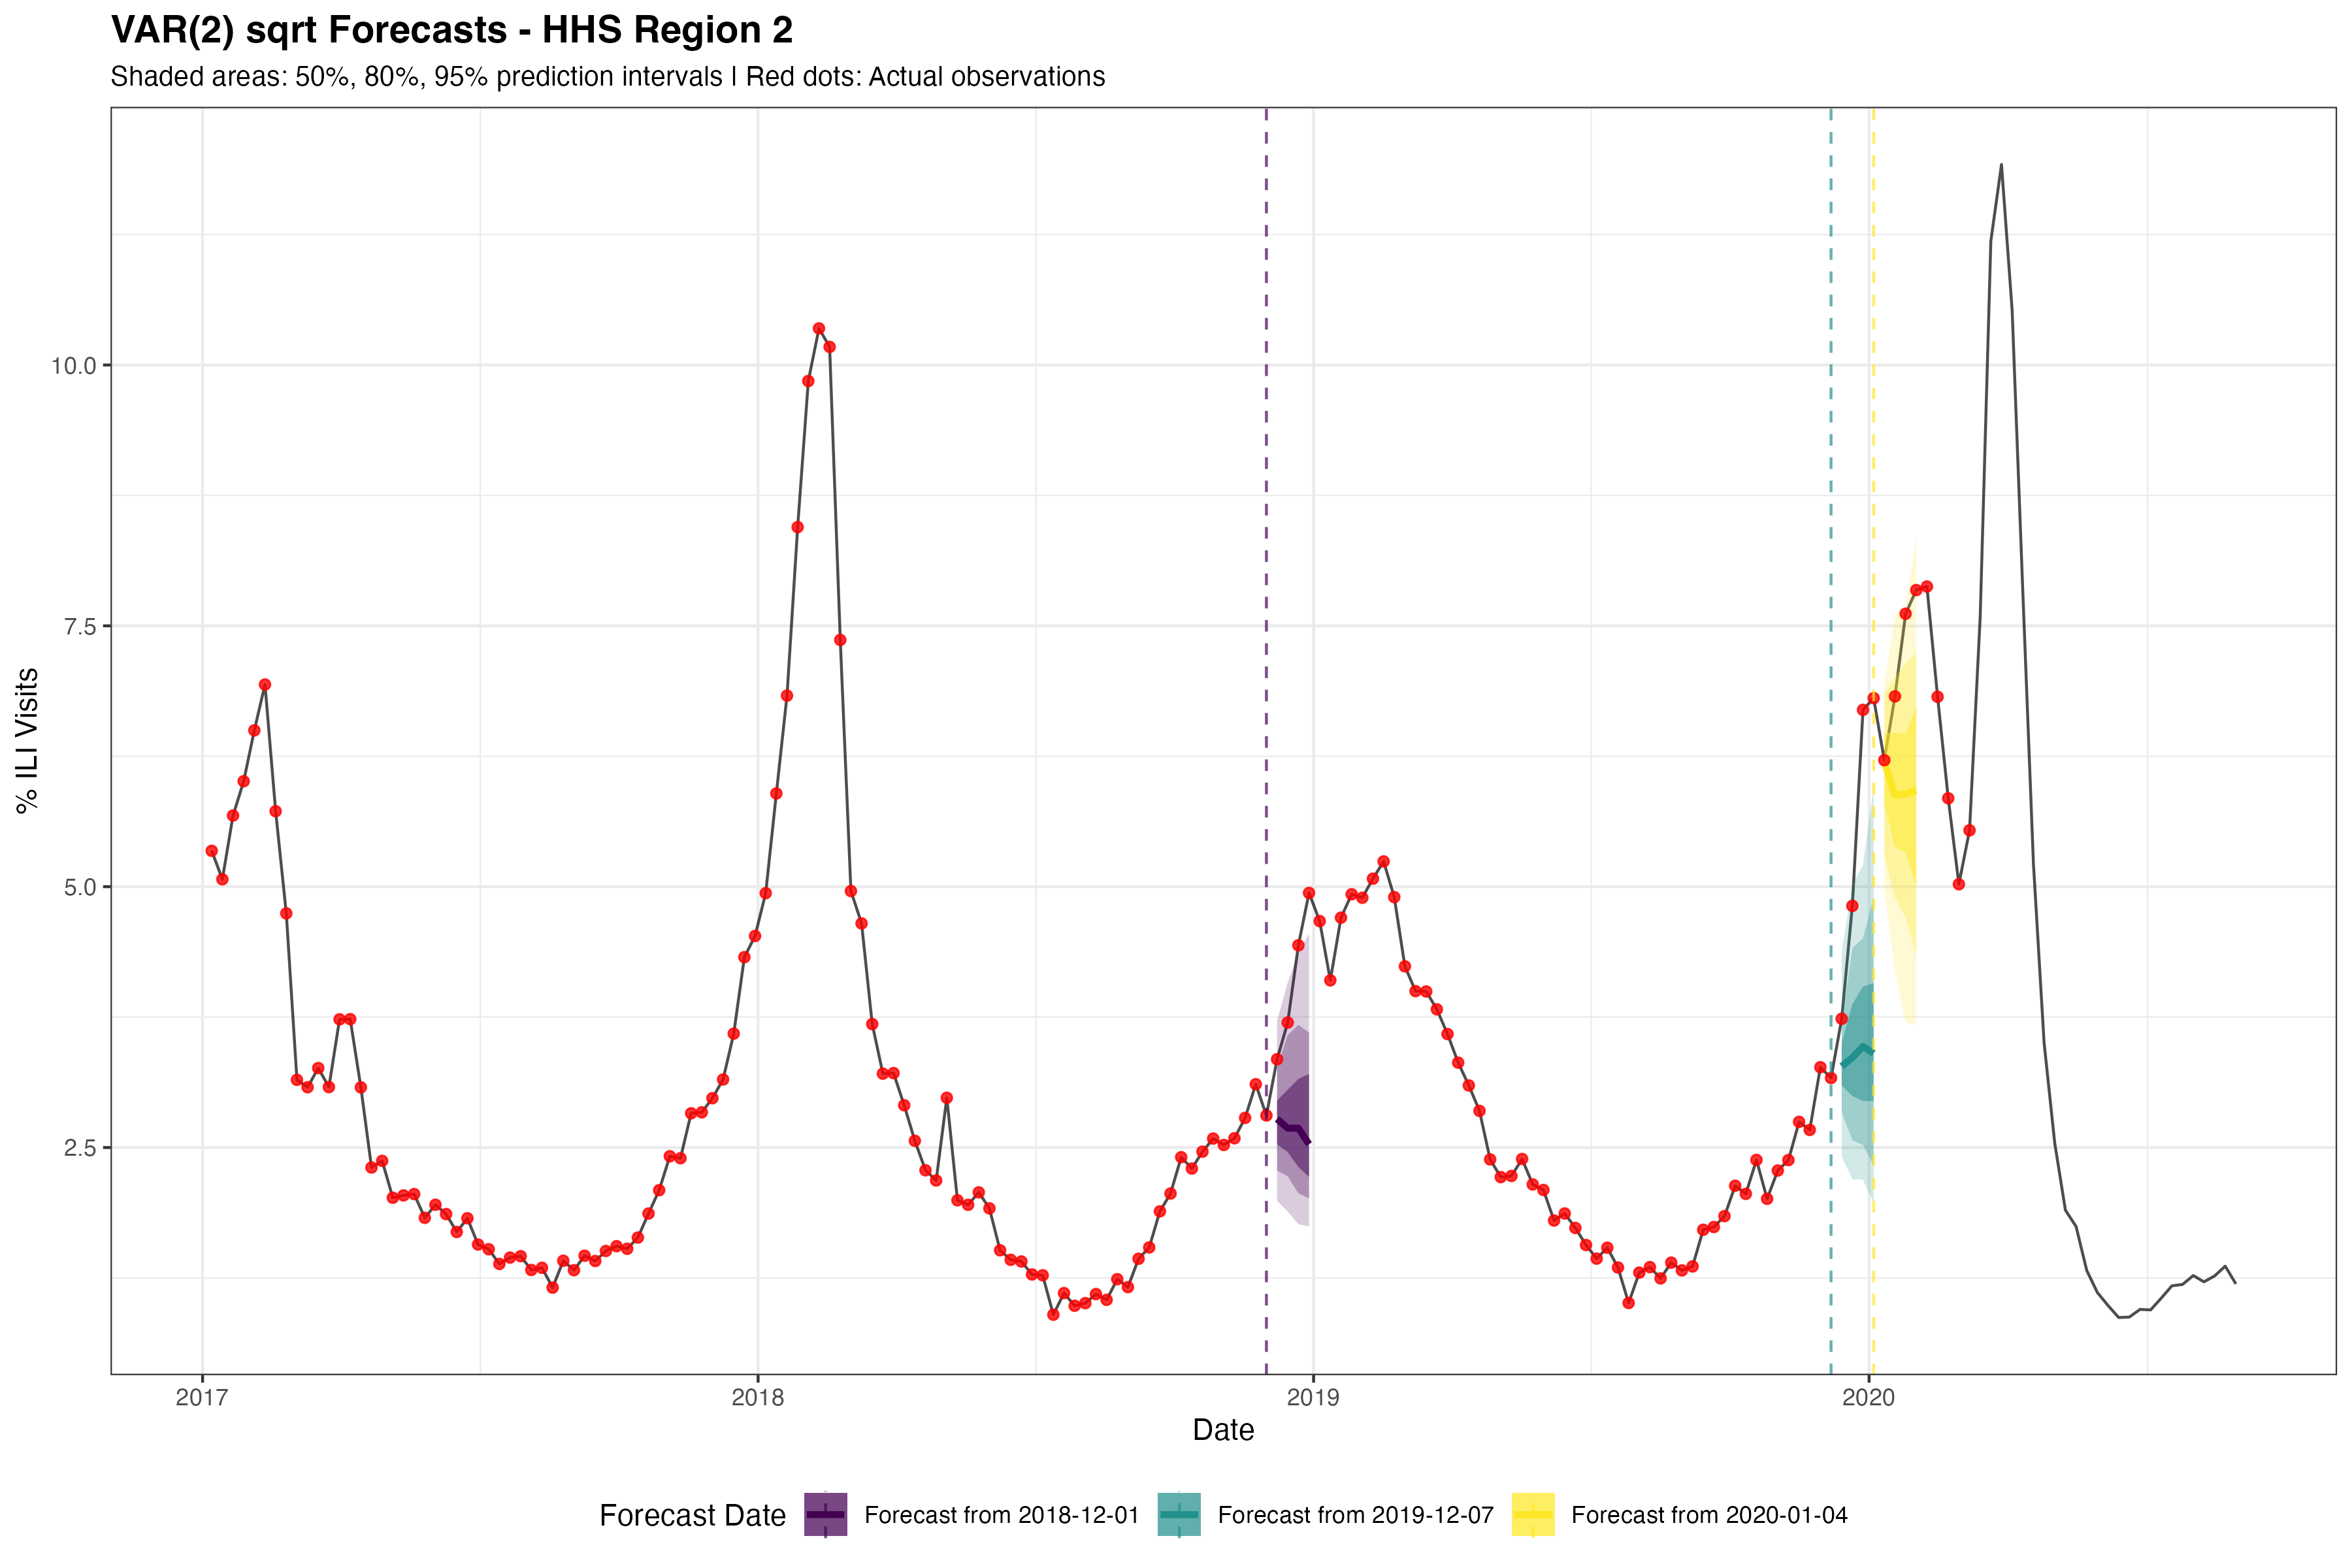 VAR(2) sqrt Forecasts - HHS Region 2
Shaded areas: 50%, 80%, 95% prediction intervals | Red dots: Actual observations
% ILI Visits
10.0
7.5
5.0
2.5
2017 2018 2019 2020
Date
Forecast Date Forecast from 2018-12-01 Forecast from 2019-12-07 Forecast from 2020-01-04